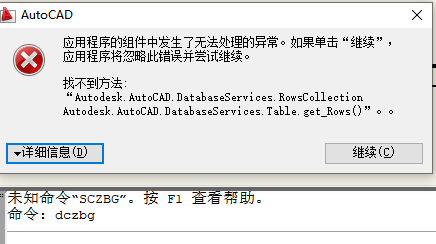 AutoCAD
应用程序的组件中发生了无法处理的异常。如果单击“继续”，
应用程序将忽略此错误并尝试继续。
找不到方法:
“Autodesk.AutoCAD.DatabaseServices.RowsCollection
Autodesk.AutoCAD.DatabaseServices.Table.get_Rows()”。。
详细信息(D)
继续(C)
未知命令“SCZBG”。按 F1 查看帮助。
命令: dczbg